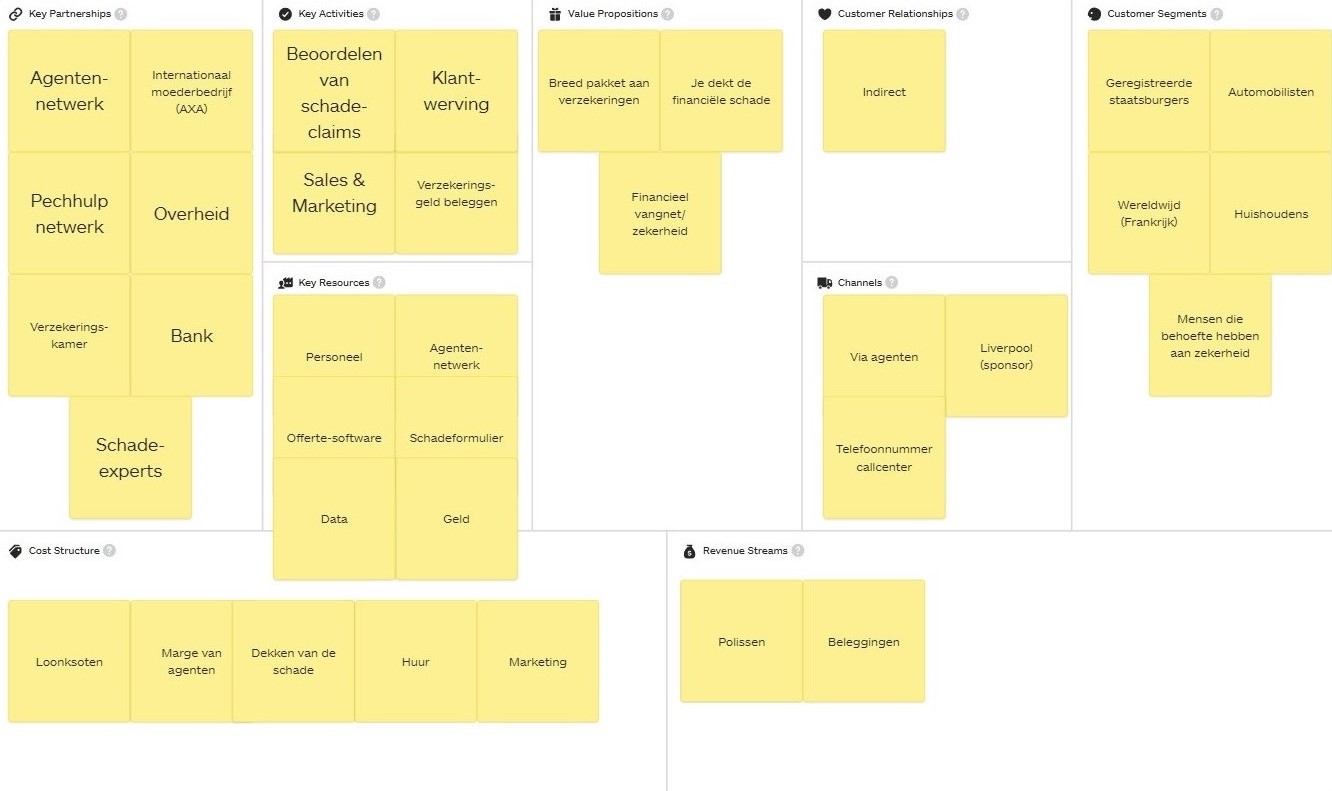 Key Partnerships ?
Agenten-
netwerk
Internationaal
moederbedrijf
(AXA)
Pechhulp
netwerk
Overheid
Verzekerings-
kamer
Bank
Schade-
experts
Key Activities ?
Beoordelen
van
schade-
claims
Klant-
werving
Sales &
Marketing
Verzekerings-
geld beleggen
Key Resources ?
Personeel
Agenten-
netwerk
Offerte-software
Schadeformulier
Data
Geld
Value Propositions ?
Breed pakket aan
verzekeringen
Je dekt de
financiële schade
Financieel
vangnet/
zekerheid
Customer Relationships ?
Indirect
Channels ?
Via agenten
Liverpool
(sponsor)
Telefoonnummer
callcenter
Customer Segments ?
Geregistreerde
staatsburgers
Automobilisten
Wereldwijd
(Frankrijk)
Huishoudens
Mensen die
behoefte hebben
aan zekerheid
Cost Structure ?
Loonksoten
Marge van
agenten
Dekken van de
schade
Huur
Marketing
Revenue Streams ?
Polissen
Beleggingen